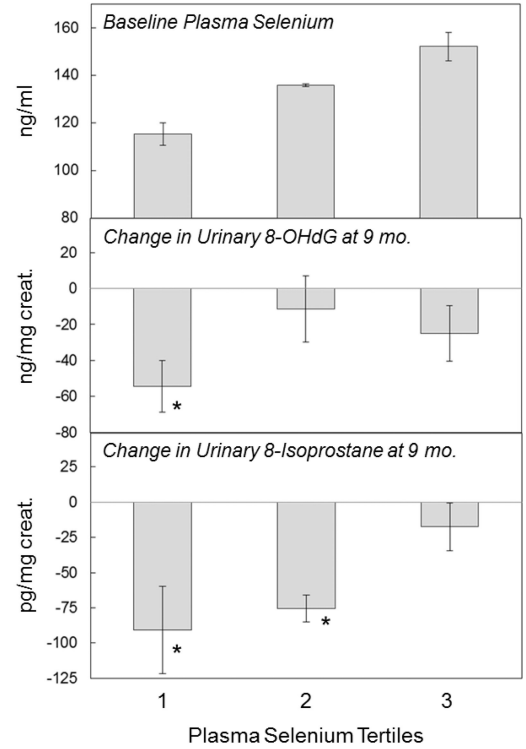 Baseline Plasma Selenium
ng/ml
160
140
120
100
80
Change in Urinary 8-OHdG at 9 mo.
ng/mg creat.
20
0
-20
-40
-60
-80
*
Change in Urinary 8-Isoprostane at 9 mo.
pg/mg creat.
25
0
-25
-50
-75
-100
-125
*
*
1 2 3
Plasma Selenium Tertiles